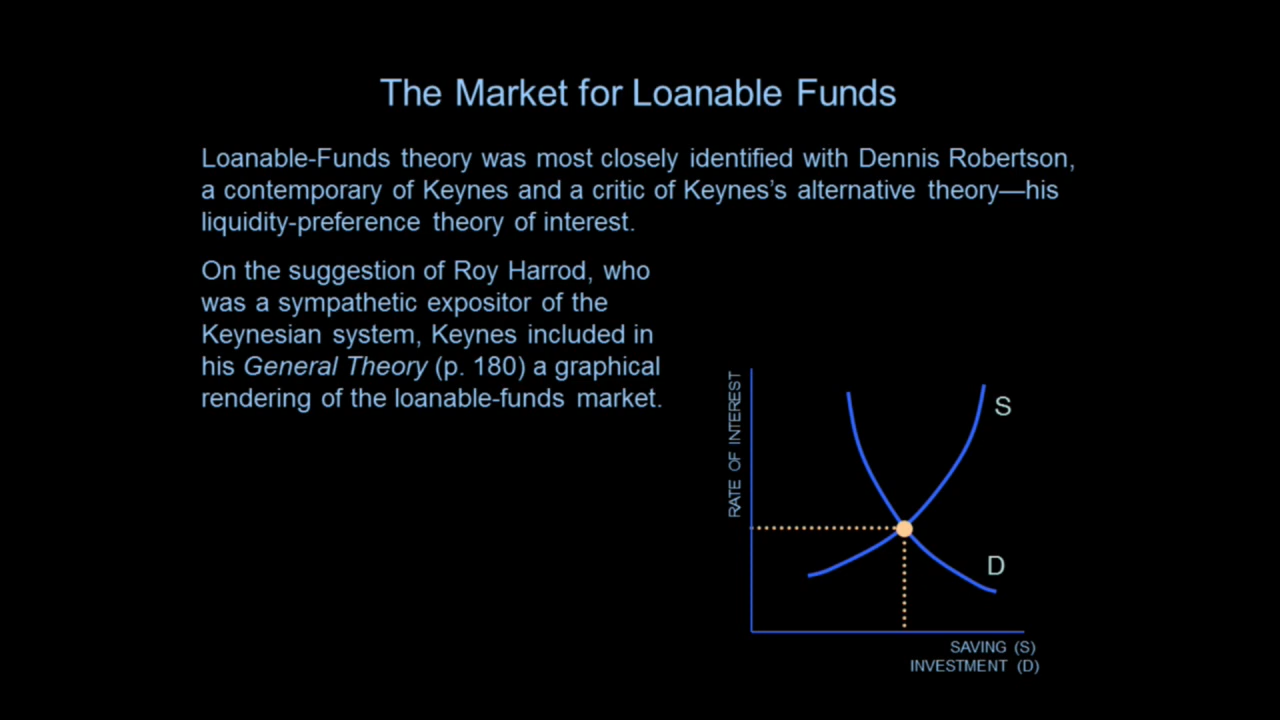 The Market for Loanable Funds
Loanable-Funds theory was most closely identified with Dennis Robertson,
a contemporary of Keynes and a critic of Keynes’s alternative theory—his
liquidity-preference theory of interest.
On the suggestion of Roy Harrod, who
was a sympathetic expositor of the
Keynesian system, Keynes included in
his General Theory (p. 180) a graphical
rendering of the loanable-funds market.
RATE OF INTEREST
S
D
SAVING (S)
INVESTMENT (D)